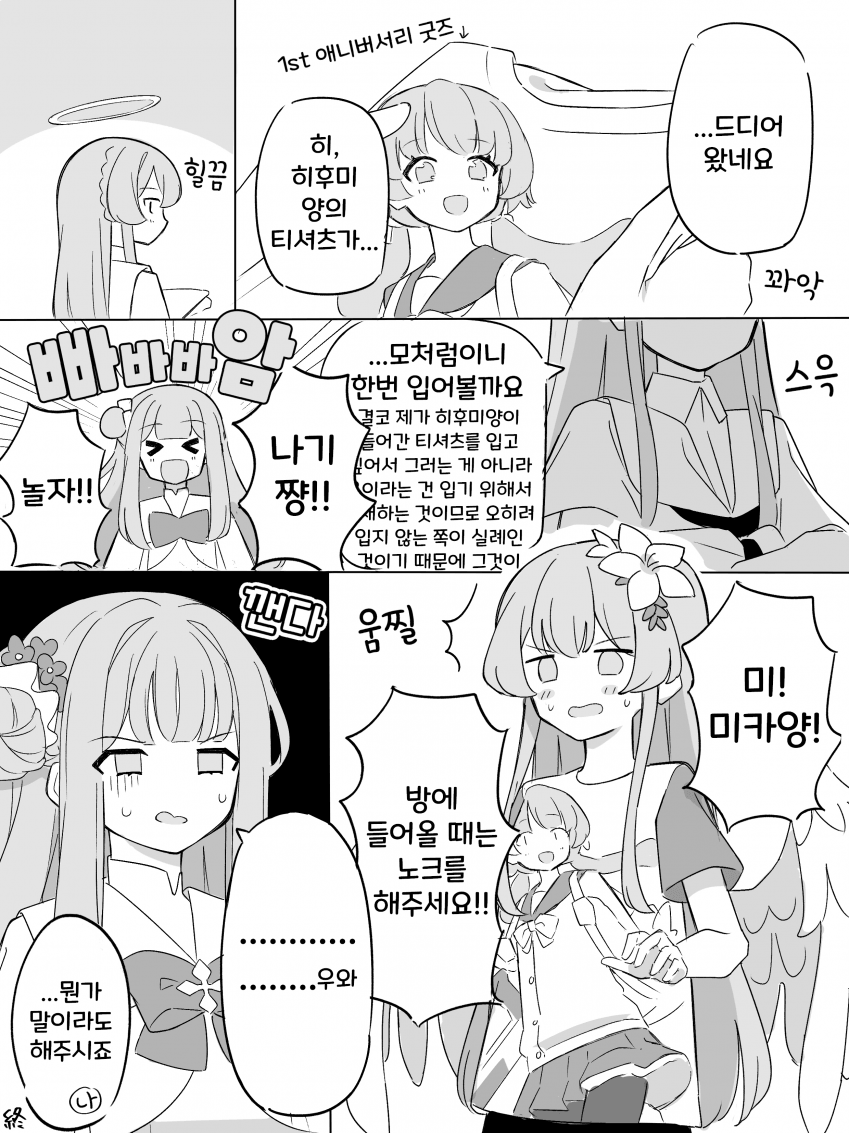 힐끔
1st 애니버서리 굿즈↓
히,
히후미
양의
티셔츠가...
...드디어
왔네요
꽈악
빠바바밤
놀자!!
나기
쨩!!
...모처럼이니
한번 입어볼까요
결코 제가 히후미양이
들어간 티셔츠를 입고
싶어서 그러는 게 아니라
이라는 건 입기 위해서
재하는 것이므로 오히려
입지 않는 쪽이 실례인
것이기 때문에 그것이
스윽
깬다
............
........우와
...뭔가
말이라도
해주시죠
나
終
움찔
미!
미카양!
방에
들어올 때는
노크를
해주세요!!